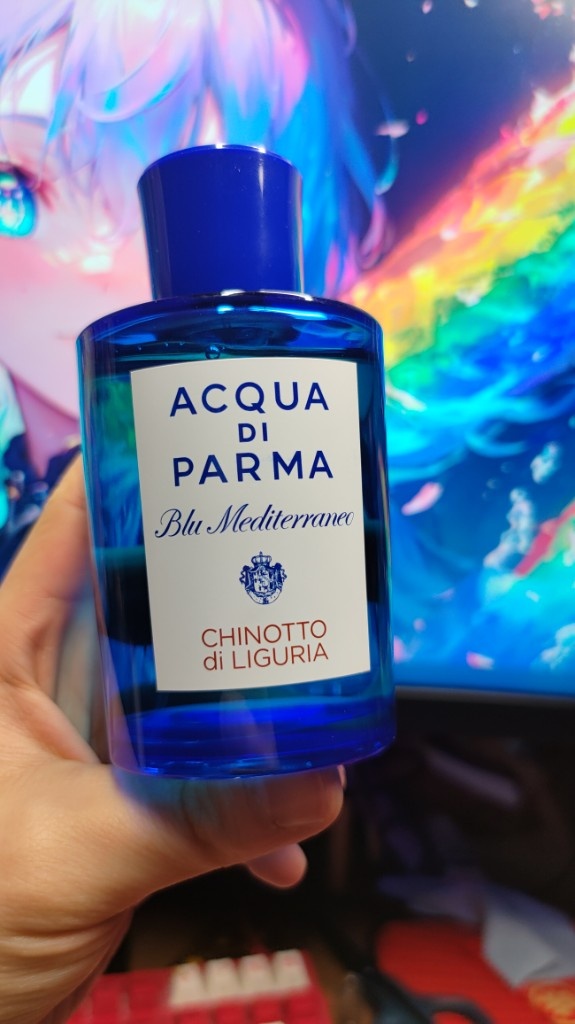 ACQUA
DI
PARMA
Blu Mediterraneo
CHINOTTO
di LIGURIA